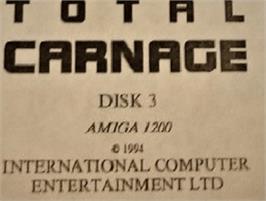 TOTAL
CARNAGE
DISK 3
AMIGA 1200
© 1994
INTERNATIONAL COMPUTER
ENTERTAINMENT LTD